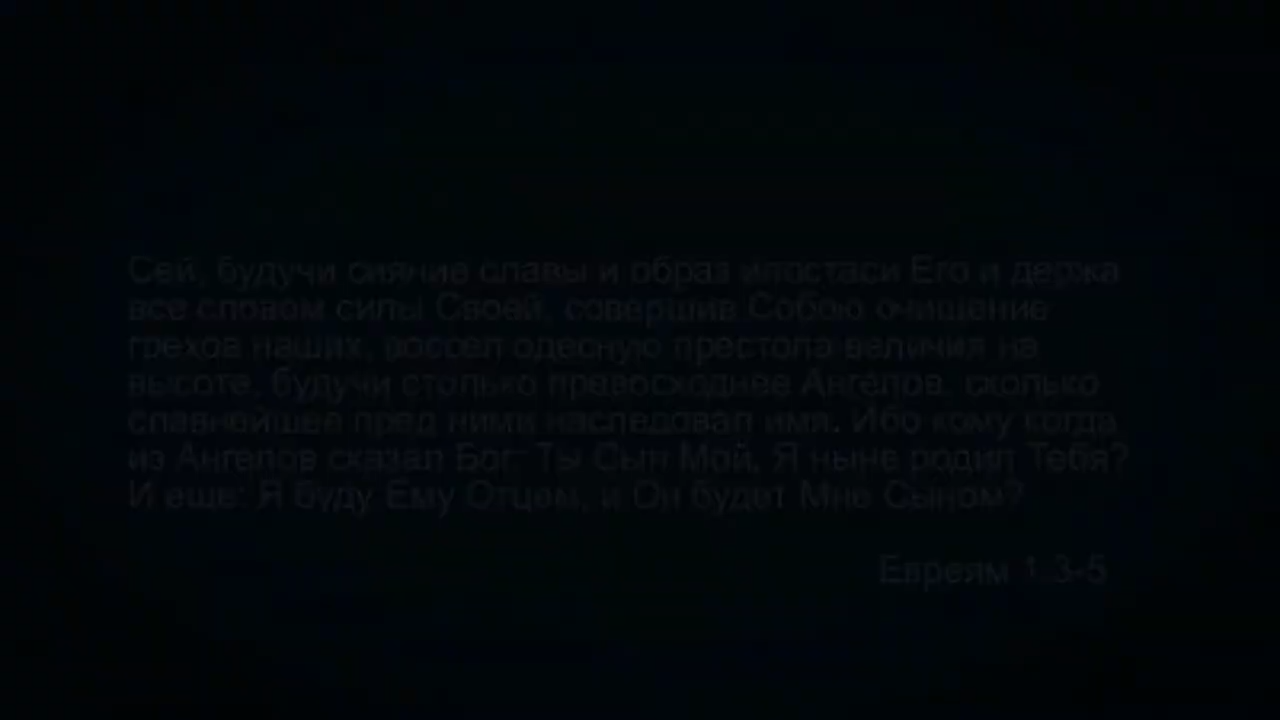 Сей, будучи сияние славы и образ ипостаси Его и держа
все словом силы Своей, совершив Собою очищение
грехов наших, воссел одесную престола величия на
высоте, будучи столько превосходнее Ангелов, сколько
славнейшее пред ними наследовал имя. Ибо кому когда
из Ангелов сказал Бог: Ты Сын Мой, Я ныне родил Тебя?
И еще: Я буду Ему Отцем, и Он будет Мне Сыном?
Евреям 1:3-5